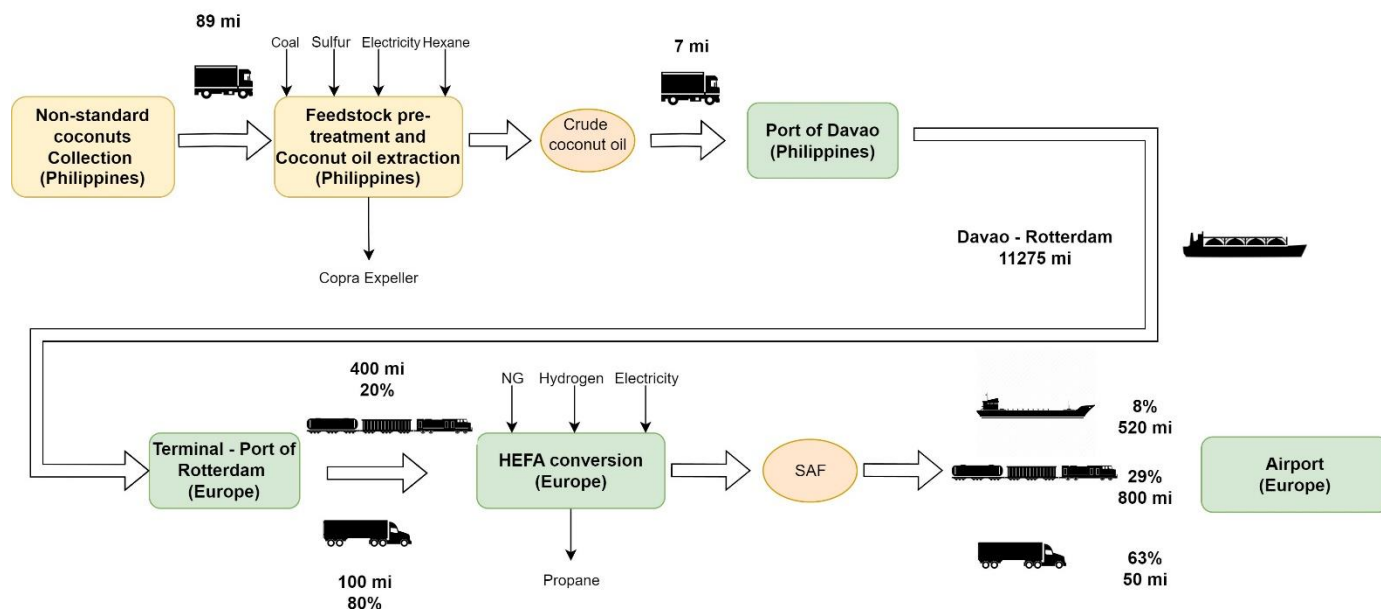 89 mi
Coal
Sulfur
Electricity
Hexane
7 mi
Non-standard
coconuts
Collection
(Philippines)
Feedstock pre-
treatment and
Coconut oil extraction
(Philippines)
Crude
coconut oil
Port of Davao
(Philippines)
Copra Expeller
Davao - Rotterdam
11275 mi
400 mi
20%
NG
Hydrogen
Electricity
8%
520 mi
Terminal - Port of
Rotterdam
(Europe)
HEFA conversion
(Europe)
SAF
29%
800 mi
Airport
(Europe)
100 mi
80%
Propane
63%
50 mi